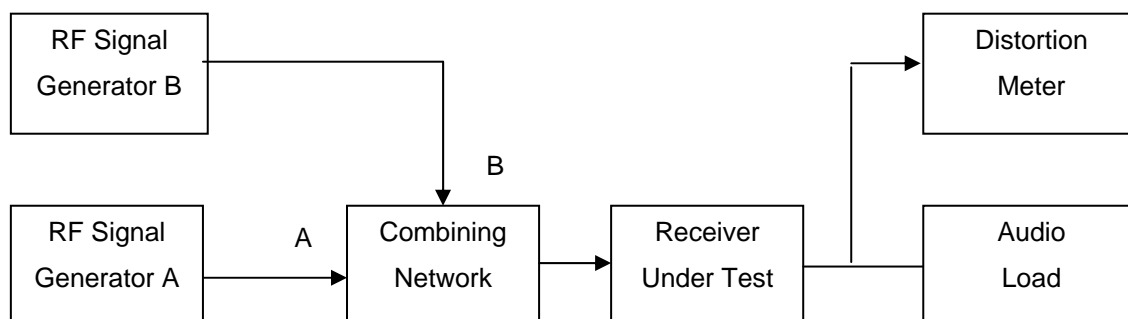 RF Signal
Generator B
Distortion
Meter
B
A
RF Signal
Generator A
Combining
Network
Receiver
Under Test
Audio
Load